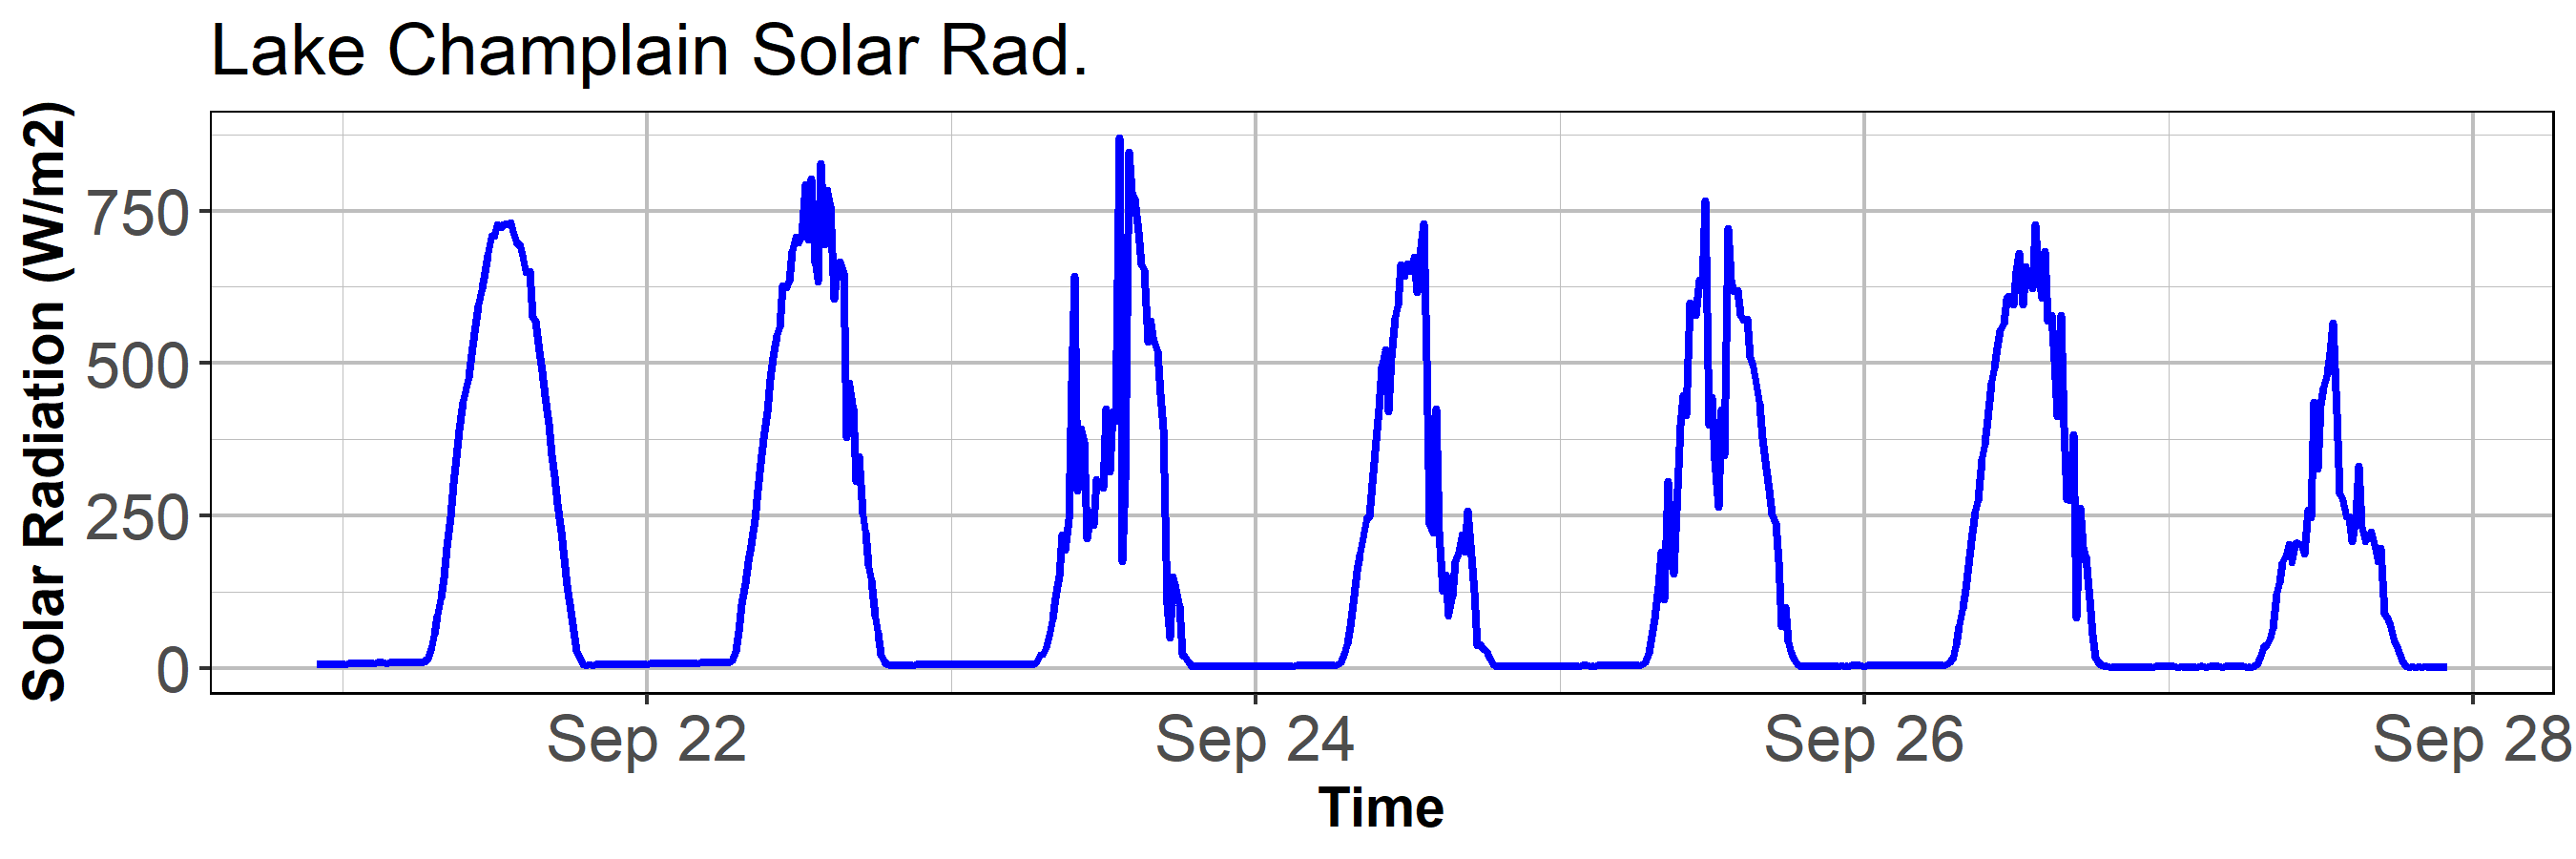 Lake Champlain Solar Rad.
Solar Radiation (W/m2)
750
500
250
0
Sep 22 Sep 24 Sep 26 Sep 28
Time